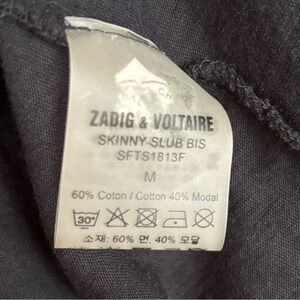 ZADIG & VOLTAIRE
SKINNY SLUB BIS
SFTS1813F
M
60% Coton / Cotton 40% Modal
30°
소재: 60% 면, 40% 모달